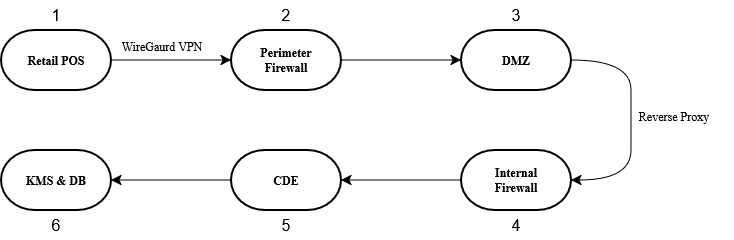 1
2
3
Retail POS
WireGaurd VPN
Perimeter
Firewall
DMZ
Reverse Proxy
Internal
Firewall
CDE
KMS & DB
4
5
6